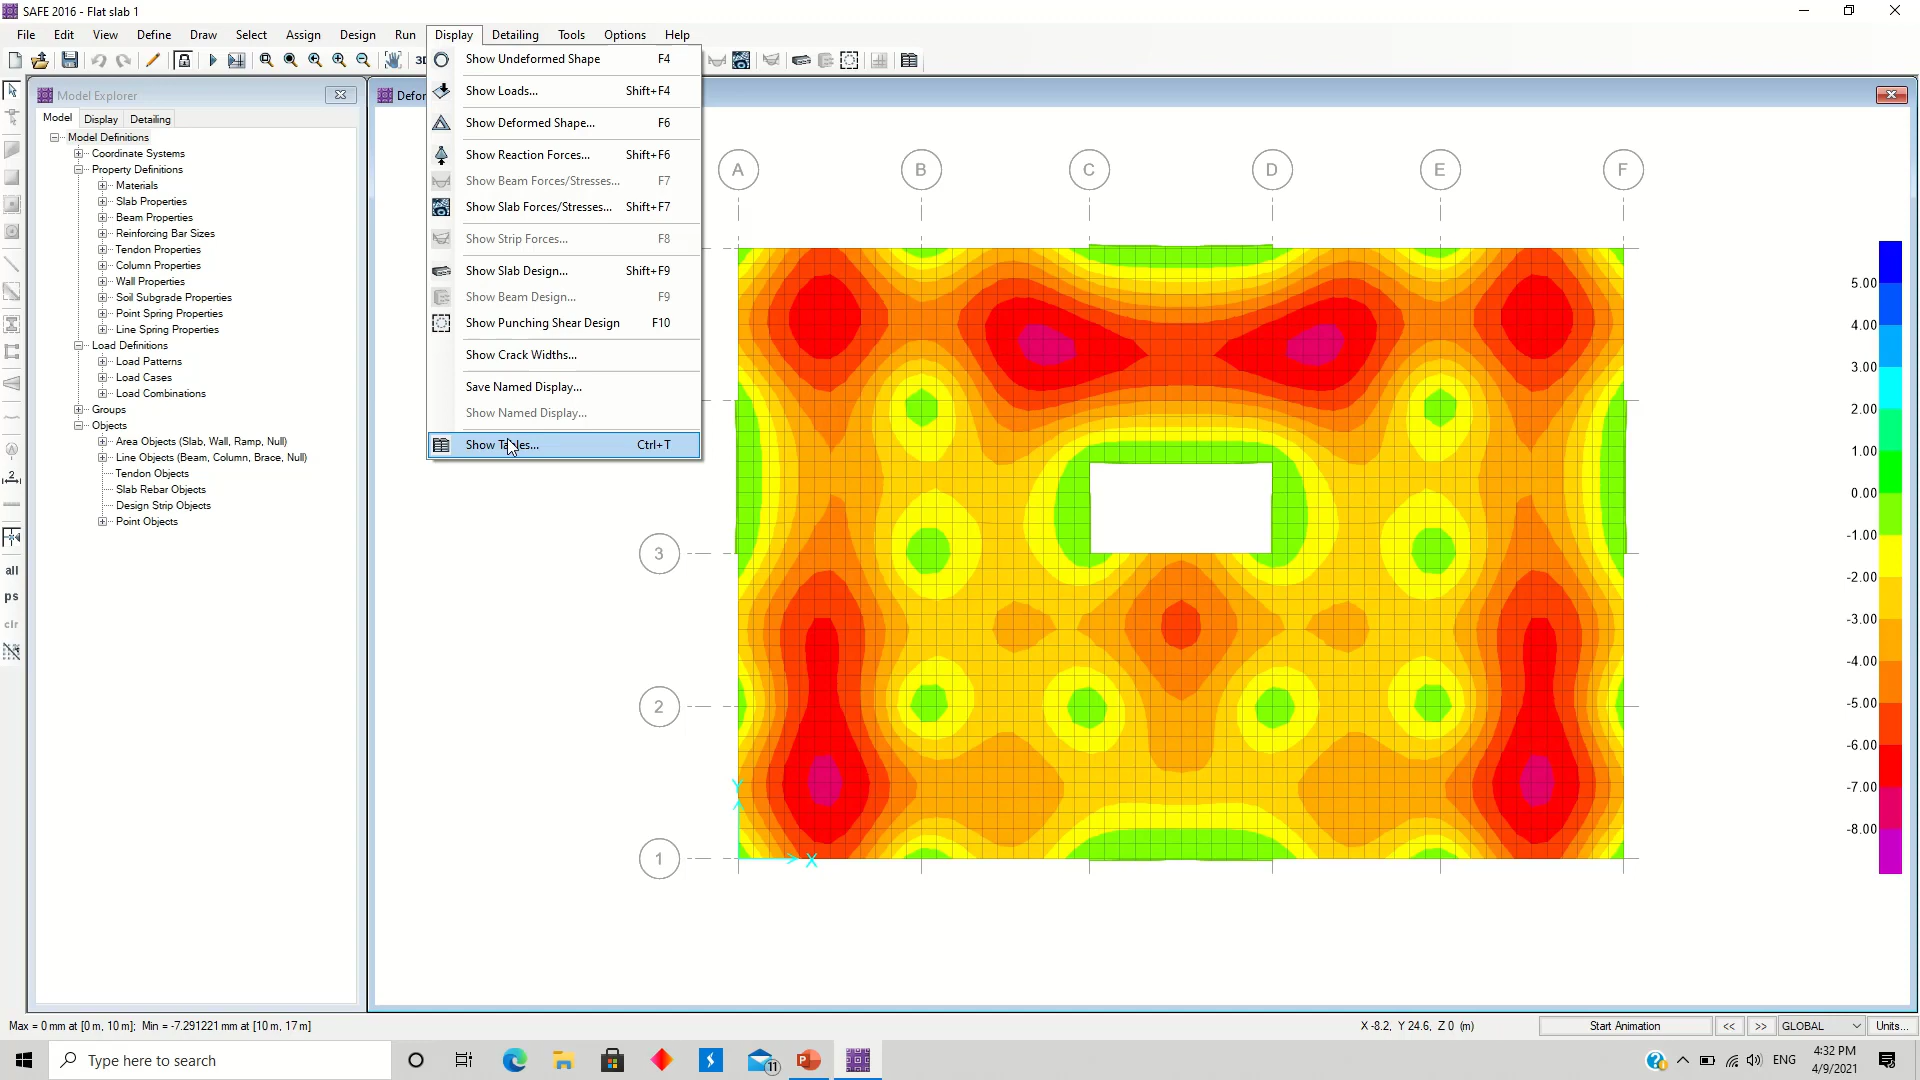 SAFE 2016 - Flat slab 1
File Edit View Define Draw Select Assign Design Run Display Detailing Tools Options Help
Model Explorer
Model Display Detailing
Model Definitions
Coordinate Systems
Property Definitions
Materials
Slab Properties
Beam Properties
Reinforcing Bar Sizes
Tendon Properties
Column Properties
Wall Properties
Soil Subgrade Properties
Point Spring Properties
Line Spring Properties
Load Definitions
Load Patterns
Load Cases
Load Combinations
Groups
Objects
Area Objects (Slab, Wall, Ramp, Null)
Line Objects (Beam, Column, Brace, Null)
Tendon Objects
Slab Rebar Objects
Design Strip Objects
Point Objects
all
ps
clr
Show Undeformed Shape F4
Show Loads... Shift+F4
Show Deformed Shape... F6
Show Reaction Forces... Shift+F6
Show Beam Forces/Stresses... F7
Show Slab Forces/Stresses... Shift+F7
Show Strip Forces... F8
Show Slab Design... Shift+F9
Show Beam Design... F9
Show Punching Shear Design F10
Show Crack Widths...
Save Named Display...
Show Named Display...
Show Tables... Ctrl+T
A B C D E F
3
2
1
Y
X
5.00
4.00
3.00
2.00
1.00
0.00
-1.00
-2.00
-3.00
-4.00
-5.00
-6.00
-7.00
-8.00
Max = 0 mm at [0 m, 10 m]; Min = -7.291221 mm at [10 m, 17 m]
X -8.2, Y 24.6, Z 0 (m)
Start Animation << >> GLOBAL Units...
Type here to search
11
ENG
4:32 PM
4/9/2021